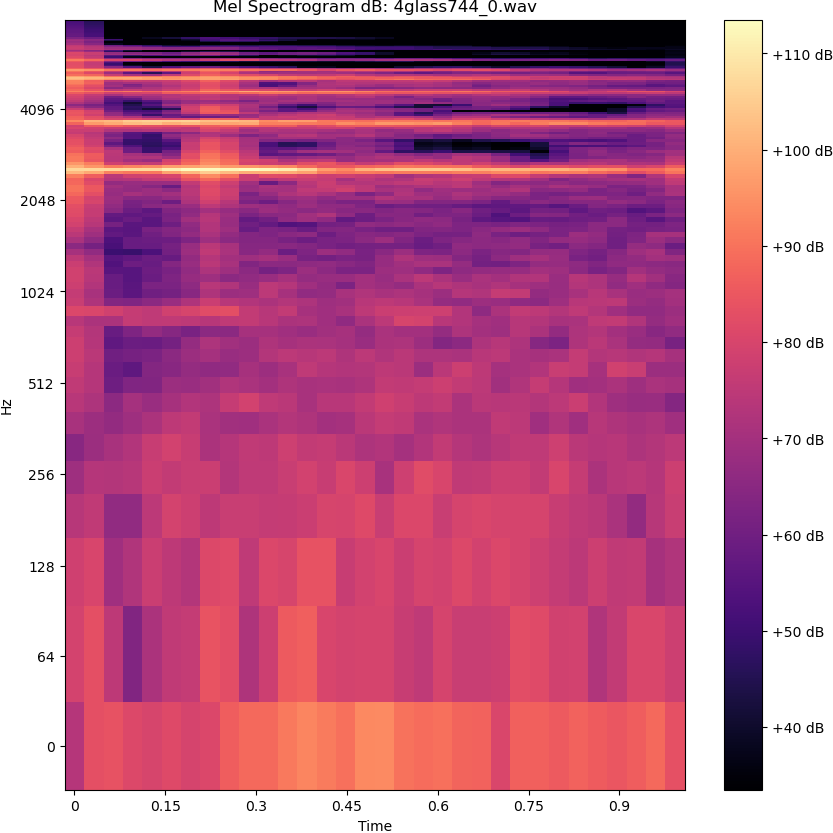 Mel Spectrogram dB: 4glass744_0.wav
+110 dB
4096
+100 dB
2048
+90 dB
1024
+80 dB
512
Hz
+70 dB
256
+60 dB
128
+50 dB
64
+40 dB
0
0 0.15 0.3 0.45 0.6 0.75 0.9
Time